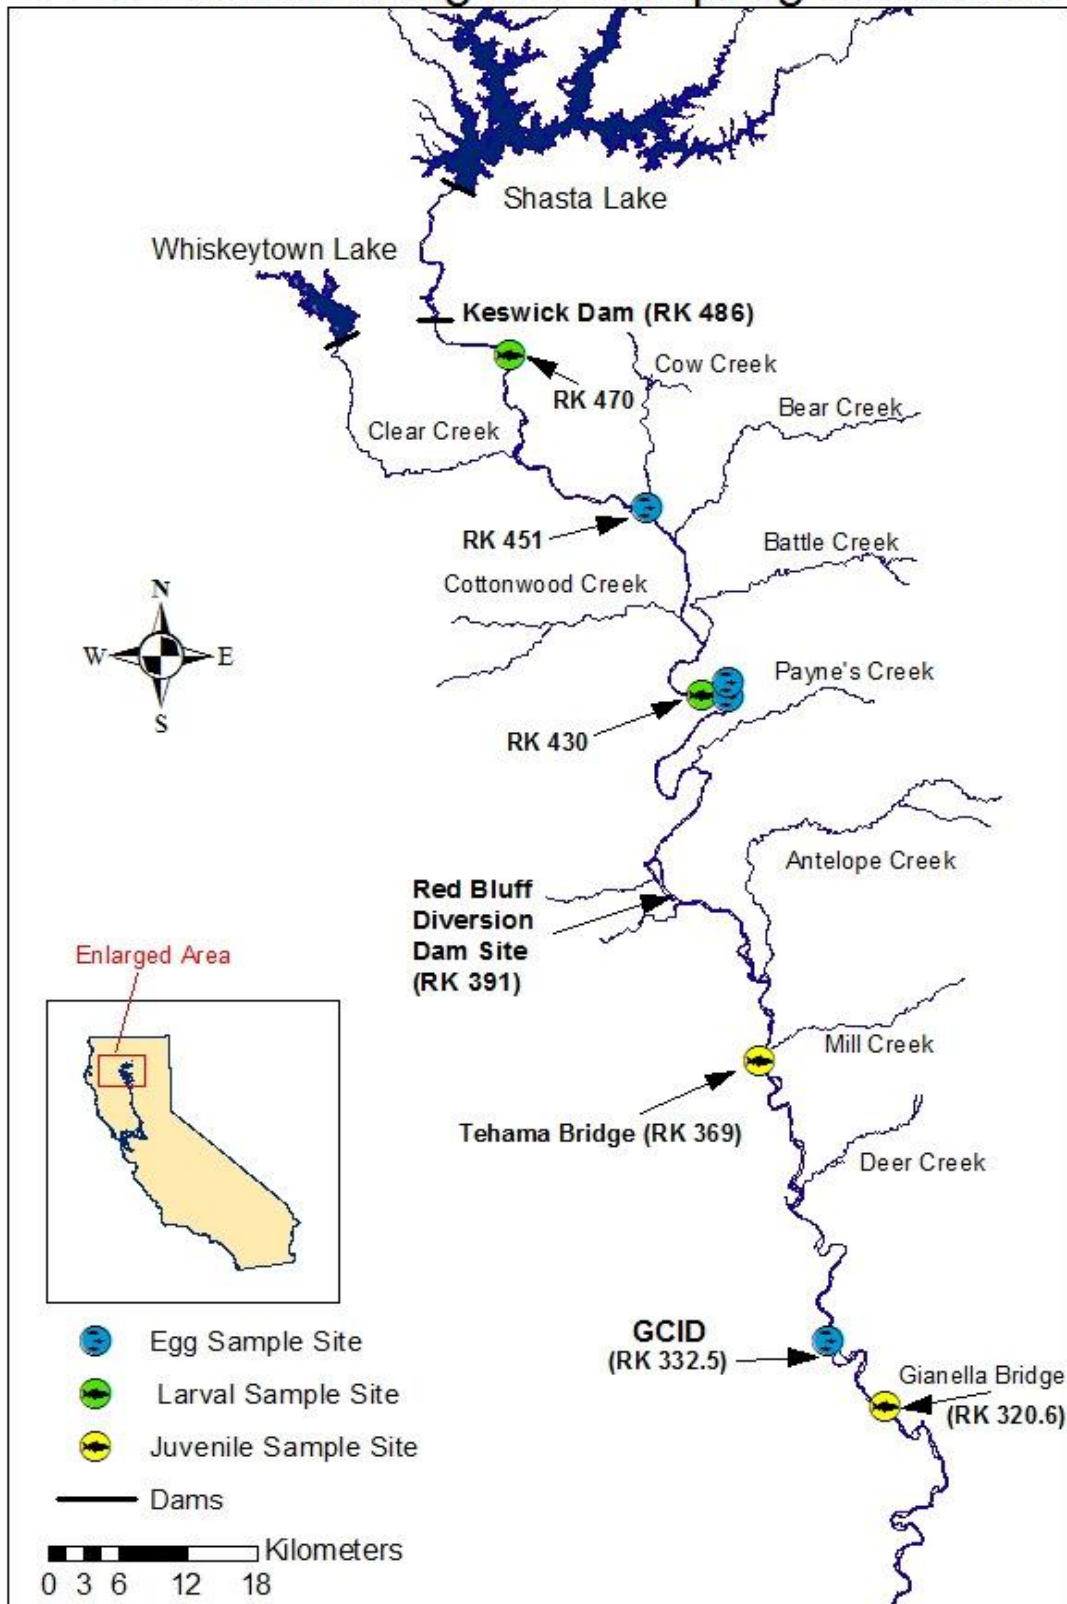 Shasta Lake
Whiskeytown Lake
Keswick Dam (RK 486)
Cow Creek
RK 470
Bear Creek
Clear Creek
RK 451
Battle Creek
Cottonwood Creek
N
W
E
S
Payne's Creek
RK 430
Antelope Creek
Red Bluff
Diversion
Dam Site
(RK 391)
Enlarged Area
Mill Creek
Tehama Bridge (RK 369)
Deer Creek
GCID
(RK 332.5)
Gianella Bridge
(RK 320.6)
Egg Sample Site
Larval Sample Site
Juvenile Sample Site
Dams
Kilometers
0 3 6 12 18